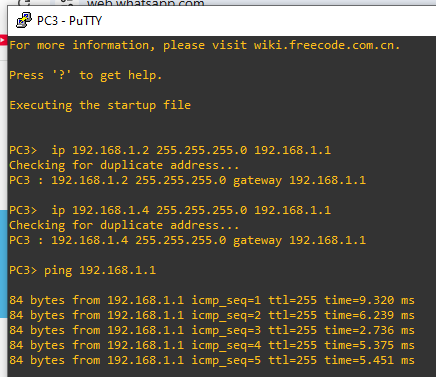 web.whatsapp.com
PC3 - PuTTY
For more information, please visit wiki.freecode.com.cn.
Press '?' to get help.
Executing the startup file
PC3>  ip 192.168.1.2 255.255.255.0 192.168.1.1
Checking for duplicate address...
PC3 : 192.168.1.2 255.255.255.0 gateway 192.168.1.1
PC3>  ip 192.168.1.4 255.255.255.0 192.168.1.1
Checking for duplicate address...
PC3 : 192.168.1.4 255.255.255.0 gateway 192.168.1.1
PC3> ping 192.168.1.1
84 bytes from 192.168.1.1 icmp_seq=1 ttl=255 time=9.320 ms
84 bytes from 192.168.1.1 icmp_seq=2 ttl=255 time=6.239 ms
84 bytes from 192.168.1.1 icmp_seq=3 ttl=255 time=2.736 ms
84 bytes from 192.168.1.1 icmp_seq=4 ttl=255 time=5.375 ms
84 bytes from 192.168.1.1 icmp_seq=5 ttl=255 time=5.451 ms